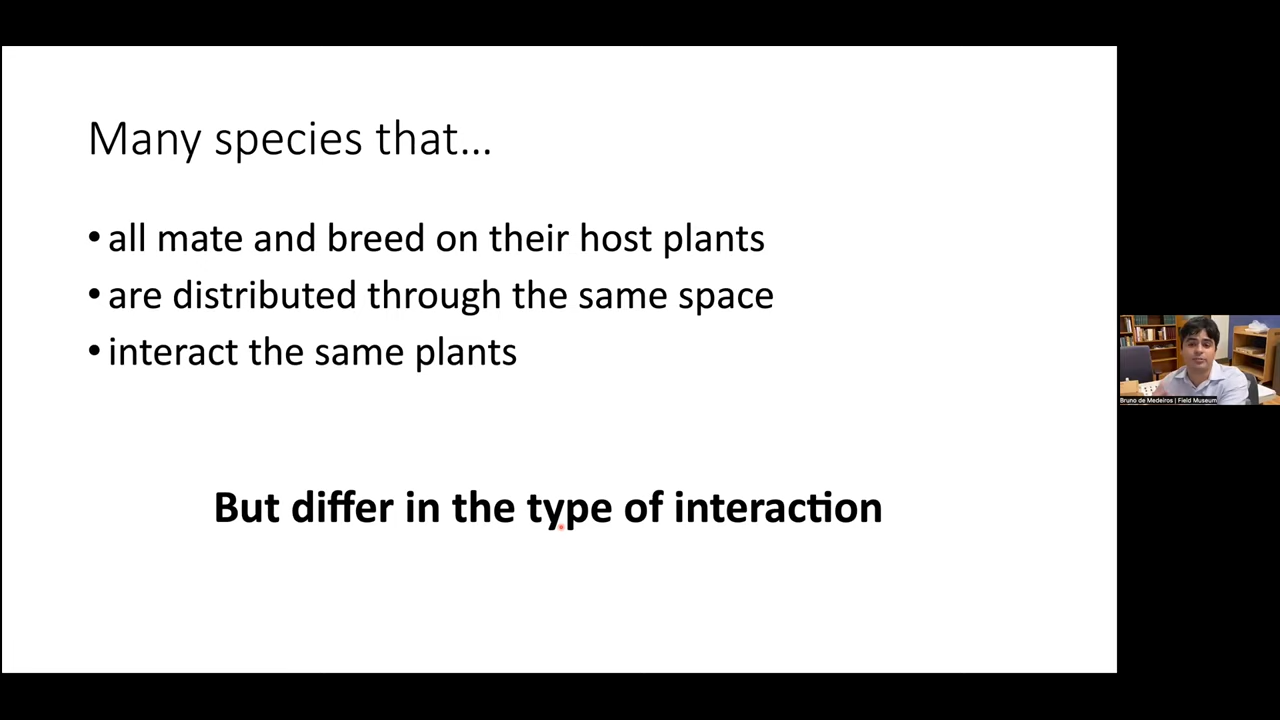 Many species that...
• all mate and breed on their host plants
• are distributed through the same space
• interact the same plants
But differ in the type of interaction
Bruno de Medeiros | Field Museum